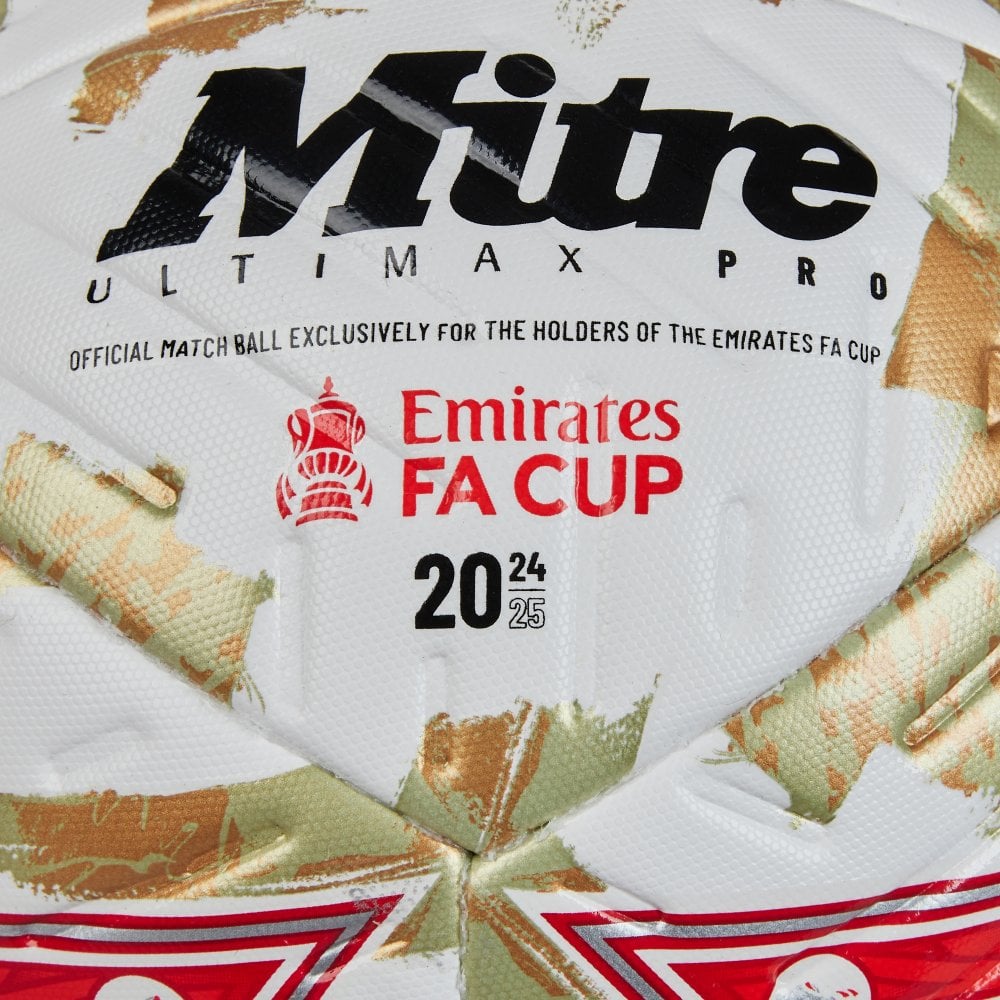 Mitre
ULTIMAX PRO
OFFICIAL MATCH BALL EXCLUSIVELY FOR THE HOLDERS OF THE EMIRATES FA CUP
Emirates
FA CUP
20 24
25